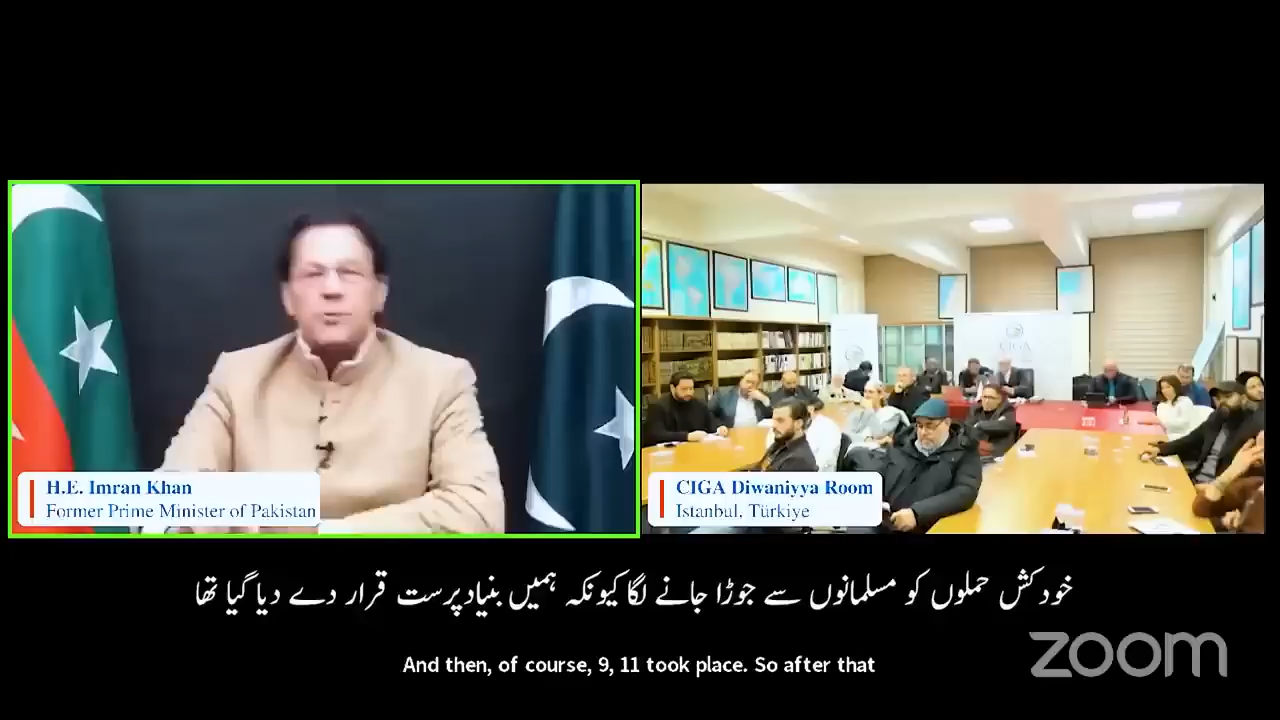 CIGA
H.E. Imran Khan
Former Prime Minister of Pakistan
CIGA Diwaniyya Room
Istanbul, Türkiye
خودکش حملوں کو مسلمانوں سے جوڑا جانے لگا کیونکہ ہمیں بنیاد پرست قرار دے دیا گیا تھا
And then, of course, 9, 11 took place. So after that
zoom